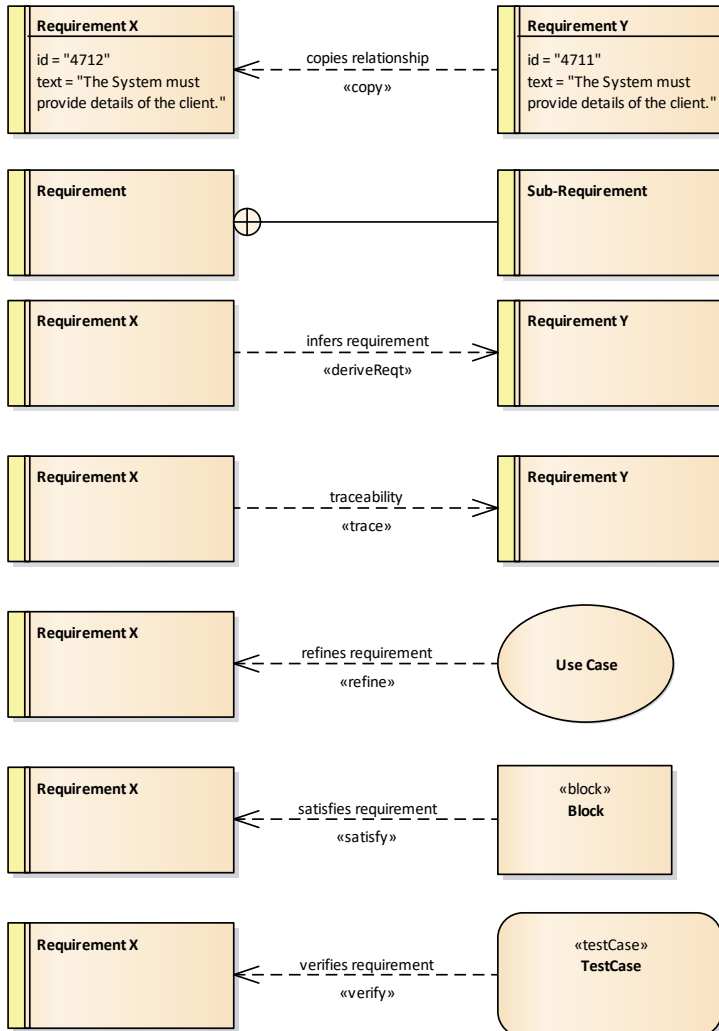 Requirement X
Requirement Y
id = "4712"
text = "The System must
provide details of the client."
copies relationship
«copy»
id = "4711"
text = "The System must
provide details of the client."
Requirement
Sub-Requirement
Requirement X
infers requirement
«deriveReqt»
Requirement Y
Requirement X
traceability
«trace»
Requirement Y
Requirement X
refines requirement
«refine»
Use Case
Requirement X
satisfies requirement
«satisfy»
«block»
Block
Requirement X
verifies requirement
«verify»
«testCase»
TestCase